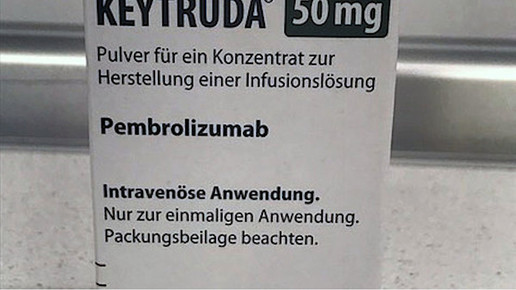 KEYTRUDA® 50 mg
Pulver für ein Konzentrat zur
Herstellung einer Infusionslösung
Pembrolizumab
Intravenöse Anwendung.
Nur zur einmaligen Anwendung.
Packungsbeilage beachten.